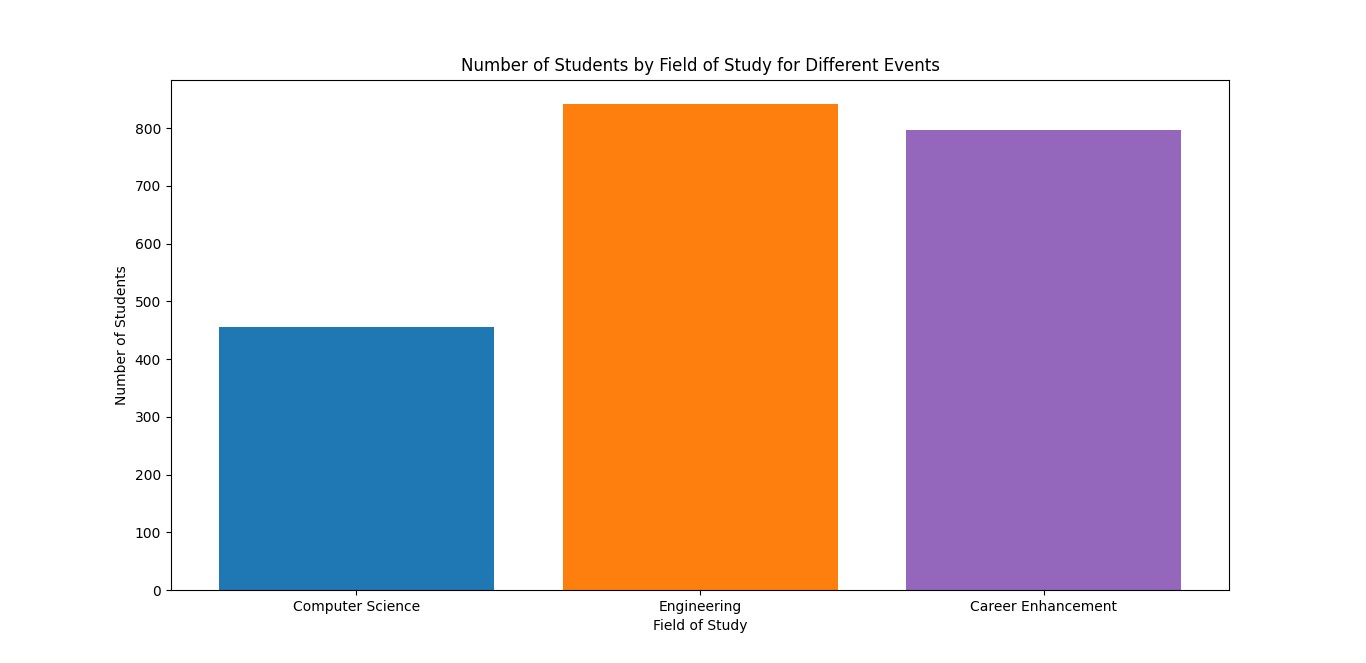 Number of Students by Field of Study for Different Events
Number of Students
800
700
600
500
400
300
200
100
0
Computer Science
Engineering
Career Enhancement
Field of Study